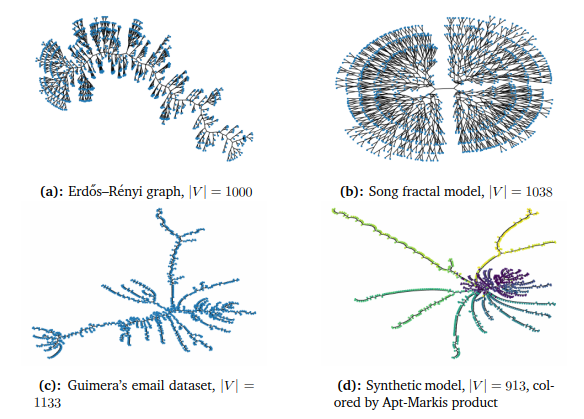 (a): Erdős–Rényi graph, |V| = 1000
(b): Song fractal model, |V| = 1038
(c): Guimera's email dataset, |V| =
1133
(d): Synthetic model, |V| = 913, col-
ored by Apt-Markis product